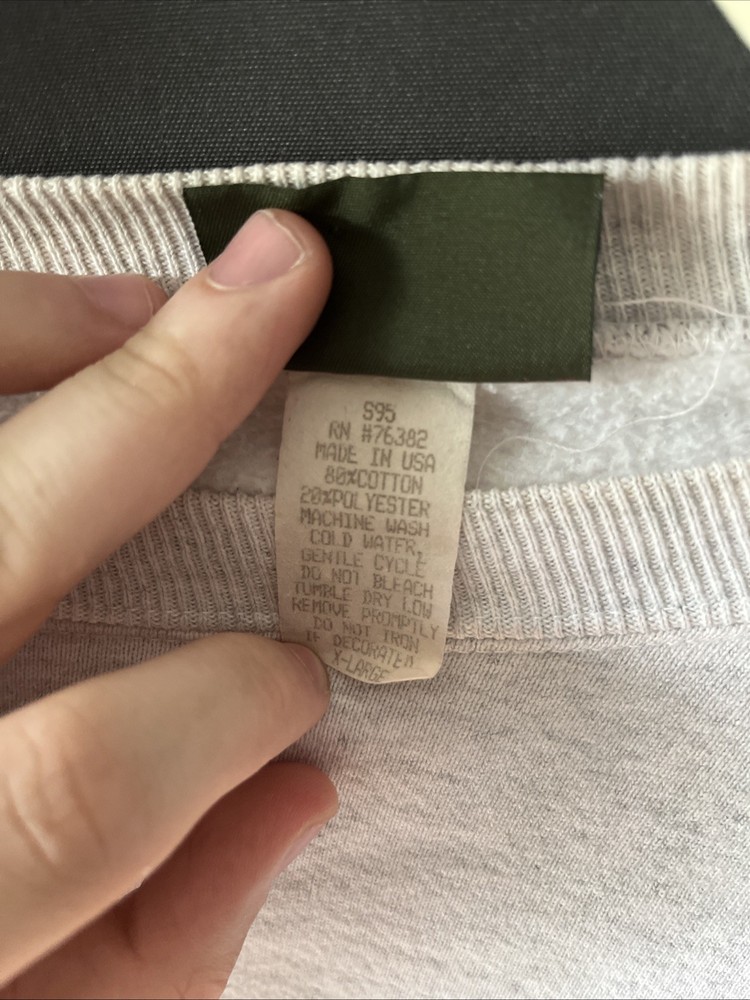 S95
RN #76382
MADE IN USA
80%COTTON
20%POLYESTER
MACHINE WASH
COLD WATER,
GENTLE CYCLE
DO NOT BLEACH
TUMBLE DRY LOW
REMOVE PROMPTLY
DO NOT IRON
IF DECORATED
X-LARGE